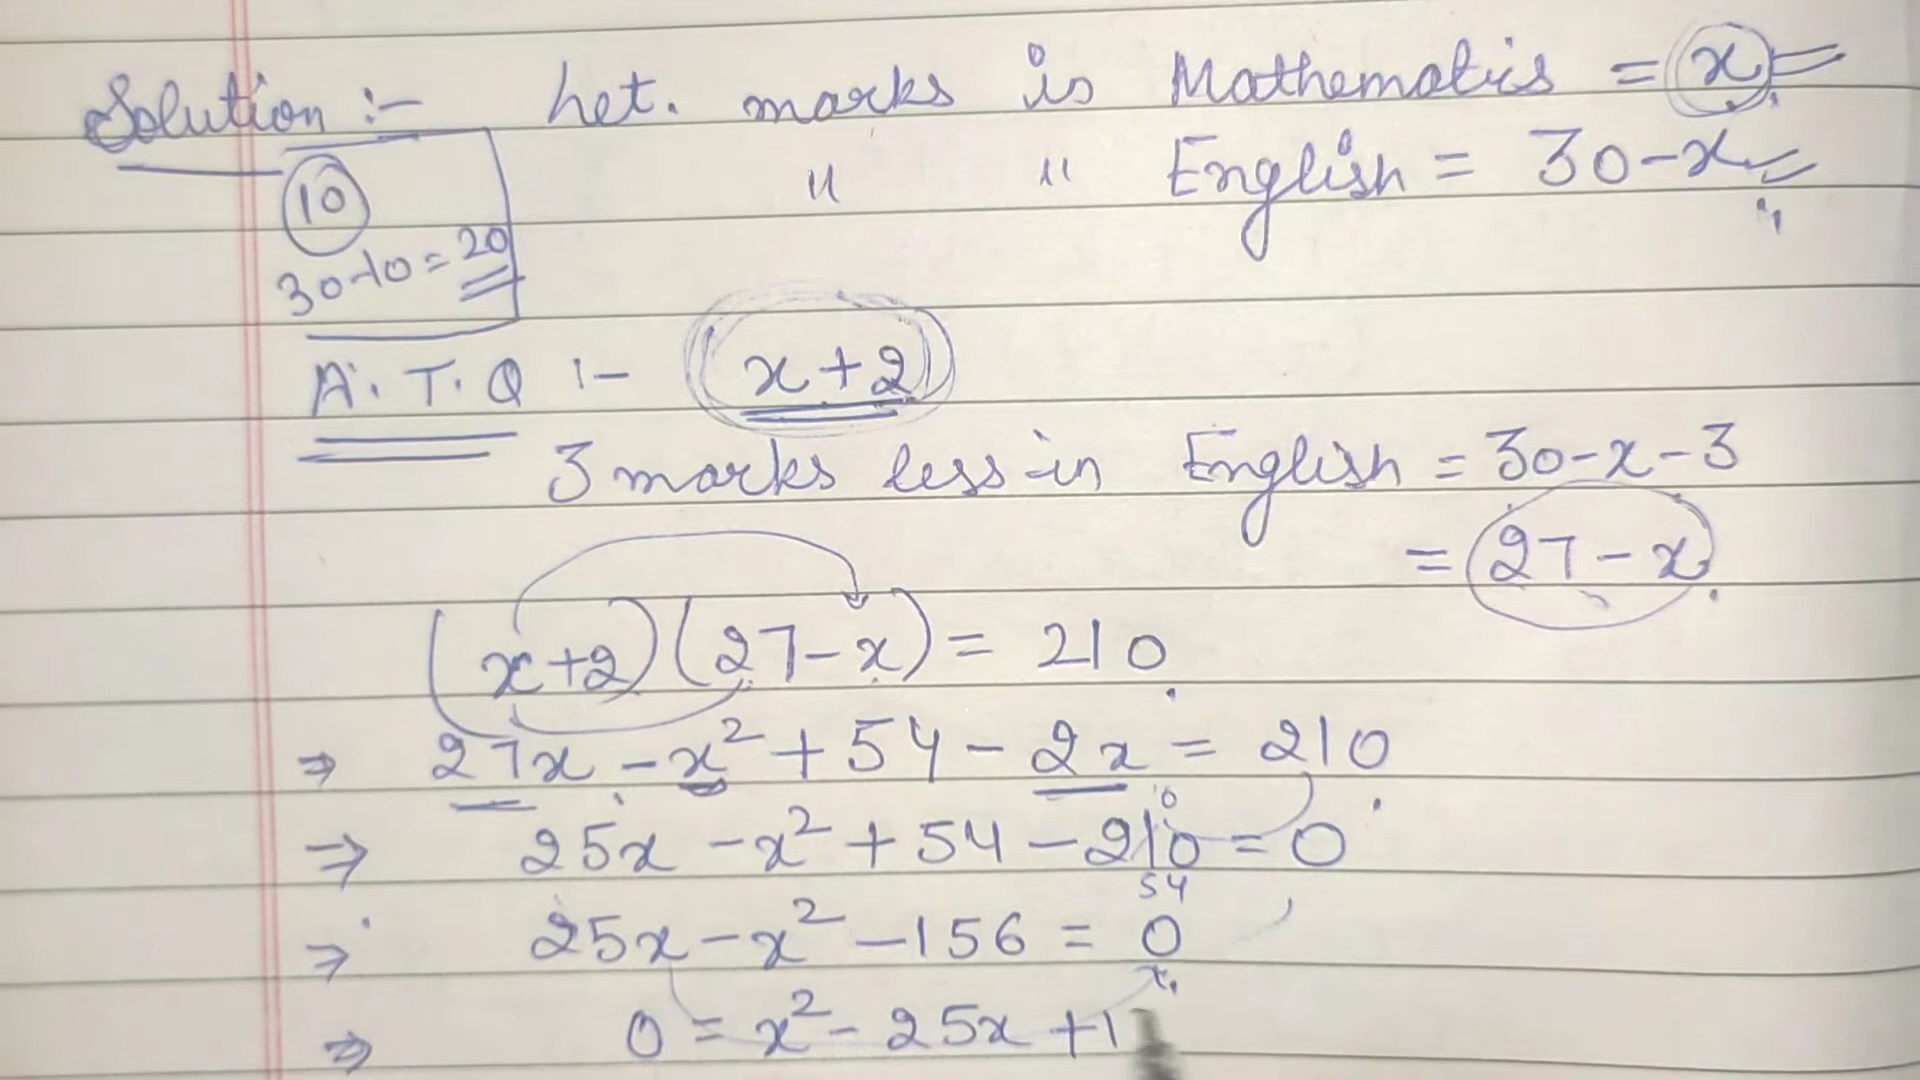 Solution :- Let. marks is Mathematics = x =
" " English = 30-x =
10
30-10=20
A.T.Q :- x+2
3 marks less in English = 30-x-3
= 27-x
(x+2)(27-x) = 210
⇒ 27x - x² + 54 - 2x = 210
⇒ 25x - x² + 54 - 210 = 0
54
⇒ 25x - x² - 156 = 0
⇒ 0 = x² - 25x + 1